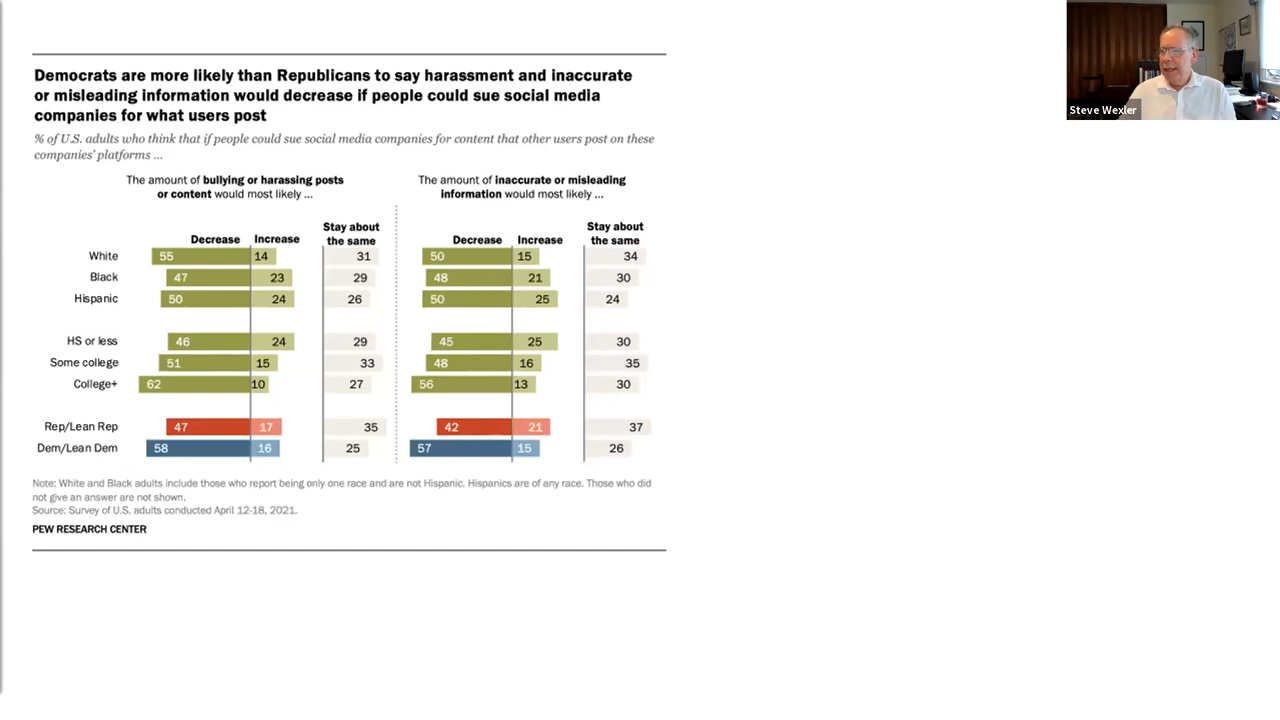 Democrats are more likely than Republicans to say harassment and inaccurate
or misleading information would decrease if people could sue social media
companies for what users post
% of U.S. adults who think that if people could sue social media companies for content that other users post on these
companies' platforms ...
The amount of bullying or harassing posts
or content would most likely ...
The amount of inaccurate or misleading
information would most likely ...
Decrease Increase Stay about
the same
Decrease Increase Stay about
the same
White 55 14 31 50 15 34
Black 47 23 29 48 21 30
Hispanic 50 24 26 50 25 24
HS or less 46 24 29 45 25 30
Some college 51 15 33 48 16 35
College+ 62 10 27 56 13 30
Rep/Lean Rep 47 17 35 42 21 37
Dem/Lean Dem 58 16 25 57 15 26
Note: White and Black adults include those who report being only one race and are not Hispanic. Hispanics are of any race. Those who did
not give an answer are not shown.
Source: Survey of U.S. adults conducted April 12-18, 2021.
PEW RESEARCH CENTER
Steve Wexler